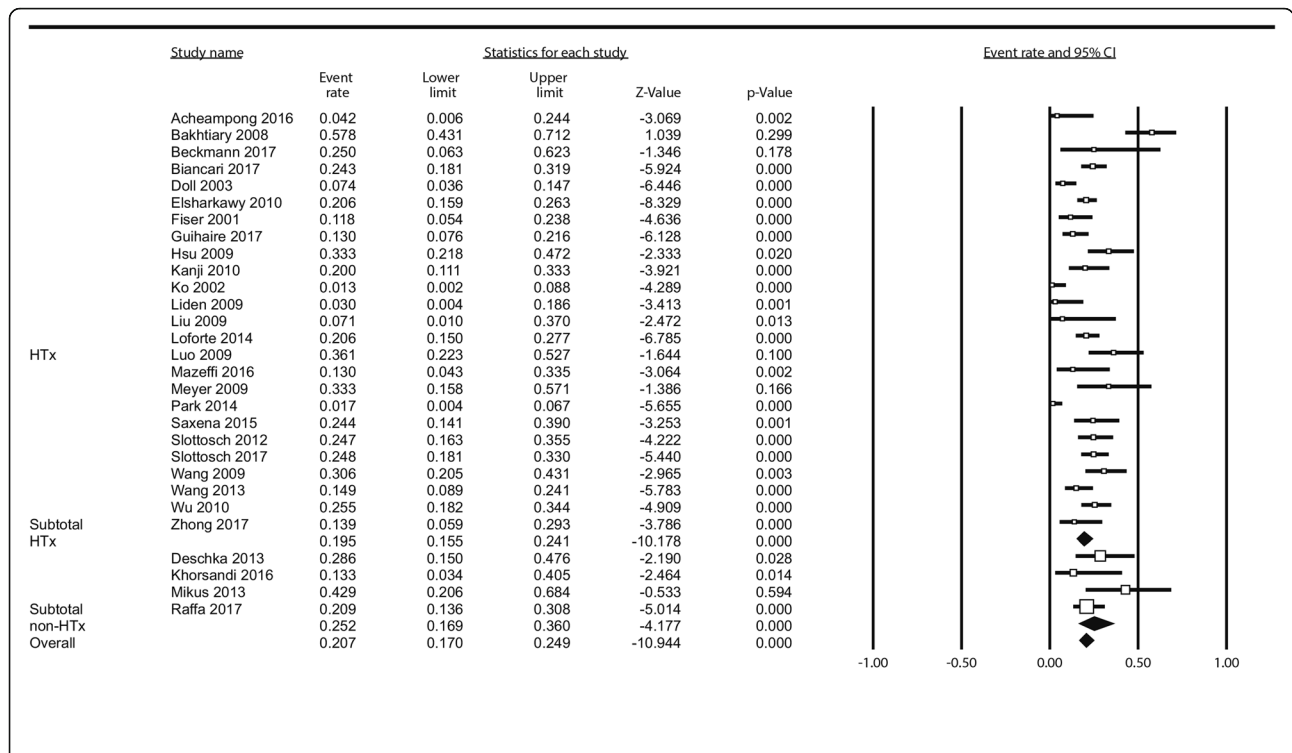 Study name Statistics for each study Event rate and 95% CI
Event Lower Upper
rate limit limit Z-Value p-Value
Acheampong 2016 0.042 0.006 0.244 -3.069 0.002
Bakhtiary 2008 0.578 0.431 0.712 1.039 0.299
Beckmann 2017 0.250 0.063 0.623 -1.346 0.178
Biancari 2017 0.243 0.181 0.319 -5.924 0.000
Doll 2003 0.074 0.036 0.147 -6.446 0.000
Elsharkawy 2010 0.206 0.159 0.263 -8.329 0.000
Fiser 2001 0.118 0.054 0.238 -4.636 0.000
Guihaire 2017 0.130 0.076 0.216 -6.128 0.000
Hsu 2009 0.333 0.218 0.472 -2.333 0.020
Kanji 2010 0.200 0.111 0.333 -3.921 0.000
Ko 2002 0.013 0.002 0.088 -4.289 0.000
Liden 2009 0.030 0.004 0.186 -3.413 0.001
Liu 2009 0.071 0.010 0.370 -2.472 0.013
Loforte 2014 0.206 0.150 0.277 -6.785 0.000
HTx Luo 2009 0.361 0.223 0.527 -1.644 0.100
Mazeffi 2016 0.130 0.043 0.335 -3.064 0.002
Meyer 2009 0.333 0.158 0.571 -1.386 0.166
Park 2014 0.017 0.004 0.067 -5.655 0.000
Saxena 2015 0.244 0.141 0.390 -3.253 0.001
Slottosch 2012 0.247 0.163 0.355 -4.222 0.000
Slottosch 2017 0.248 0.181 0.330 -5.440 0.000
Wang 2009 0.306 0.205 0.431 -2.965 0.003
Wang 2013 0.149 0.089 0.241 -5.783 0.000
Wu 2010 0.255 0.182 0.344 -4.909 0.000
Subtotal Zhong 2017 0.139 0.059 0.293 -3.786 0.000
HTx 0.195 0.155 0.241 -10.178 0.000
Deschka 2013 0.286 0.150 0.476 -2.190 0.028
Khorsandi 2016 0.133 0.034 0.405 -2.464 0.014
Mikus 2013 0.429 0.206 0.684 -0.533 0.594
Subtotal Raffa 2017 0.209 0.136 0.308 -5.014 0.000
non-HTx 0.252 0.169 0.360 -4.177 0.000
Overall 0.207 0.170 0.249 -10.944 0.000
-1.00 -0.50 0.00 0.50 1.00